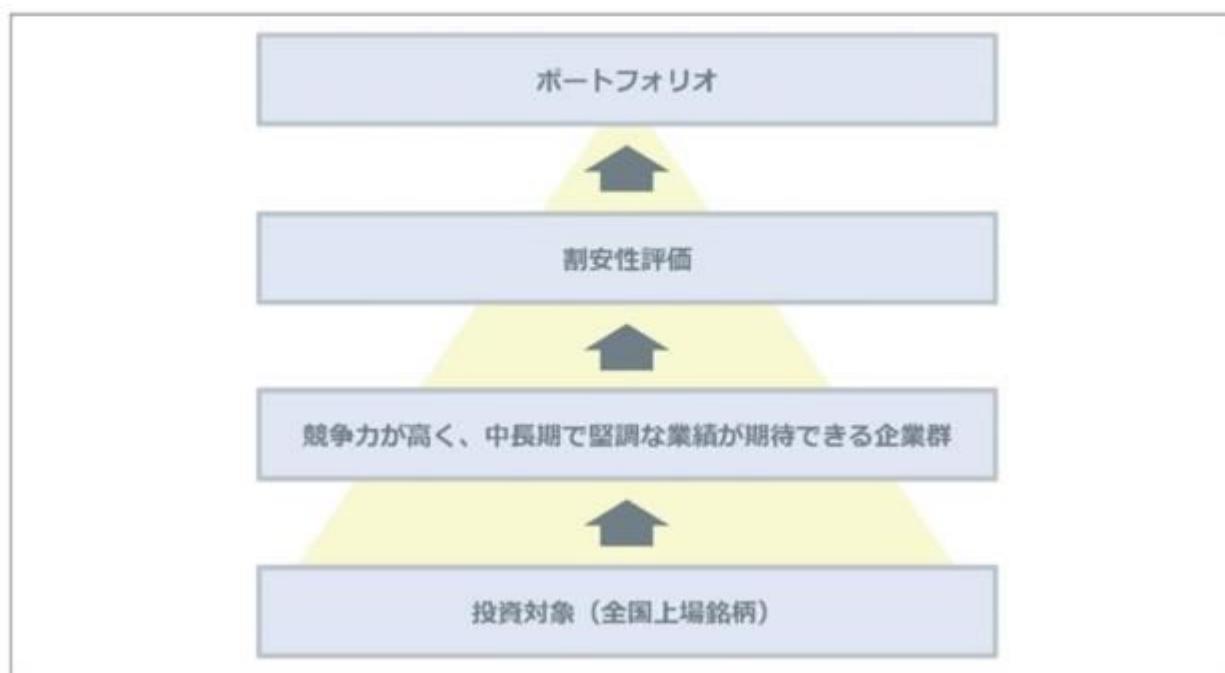 ポートフォリオ
割安性評価
競争力が高く、中長期で堅調な業績が期待できる企業群
投資対象（全国上場銘柄）